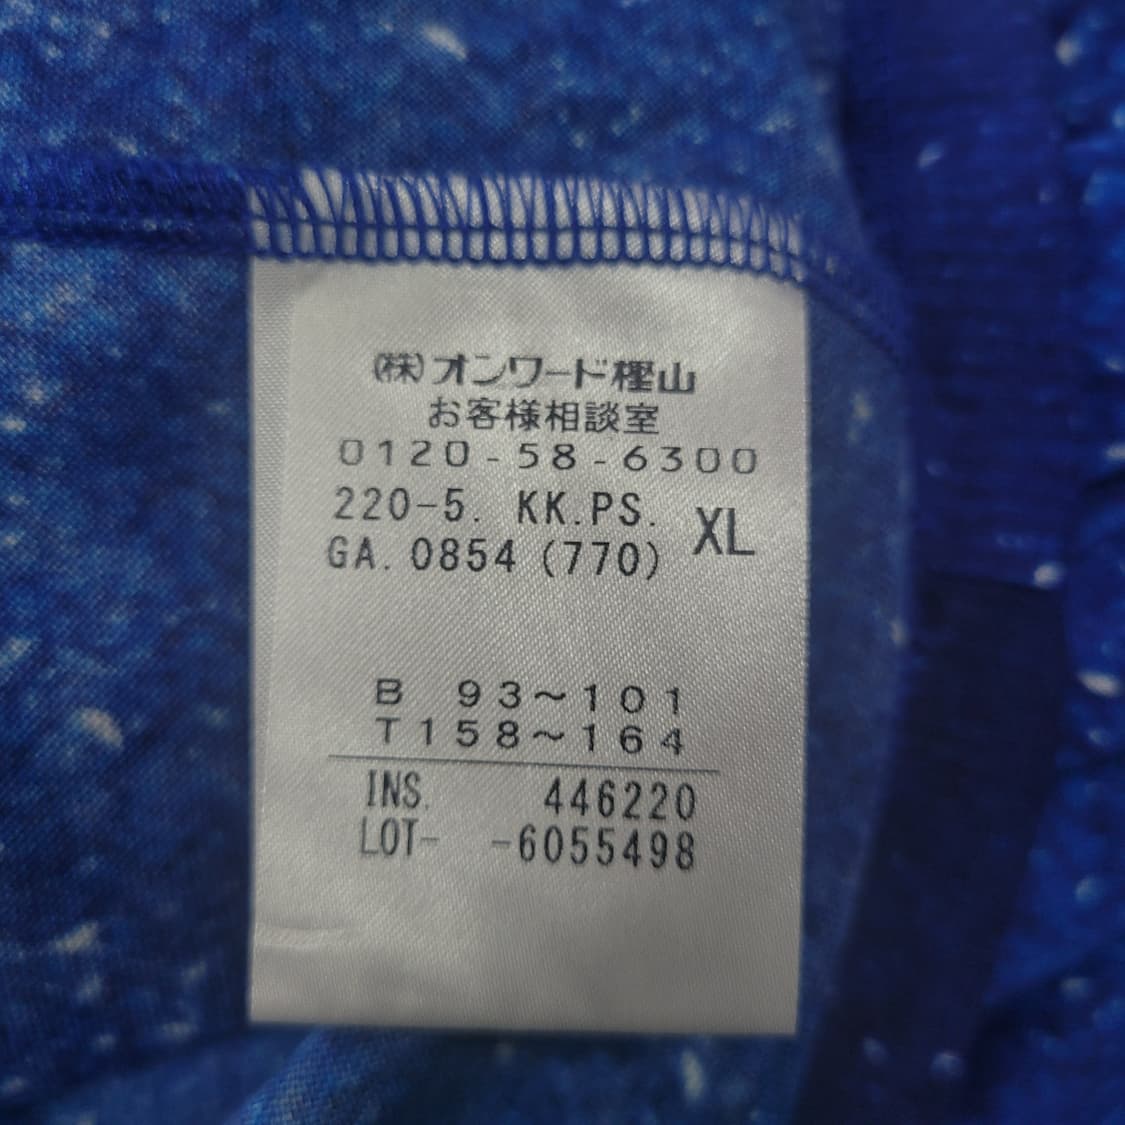 (株)オンワード樫山
お客様相談室
0120-58-6300
220-5. KK.PS. XL
GA. 0854 (770)
B 93~101
T158~164
INS. 446220
LOT- -6055498